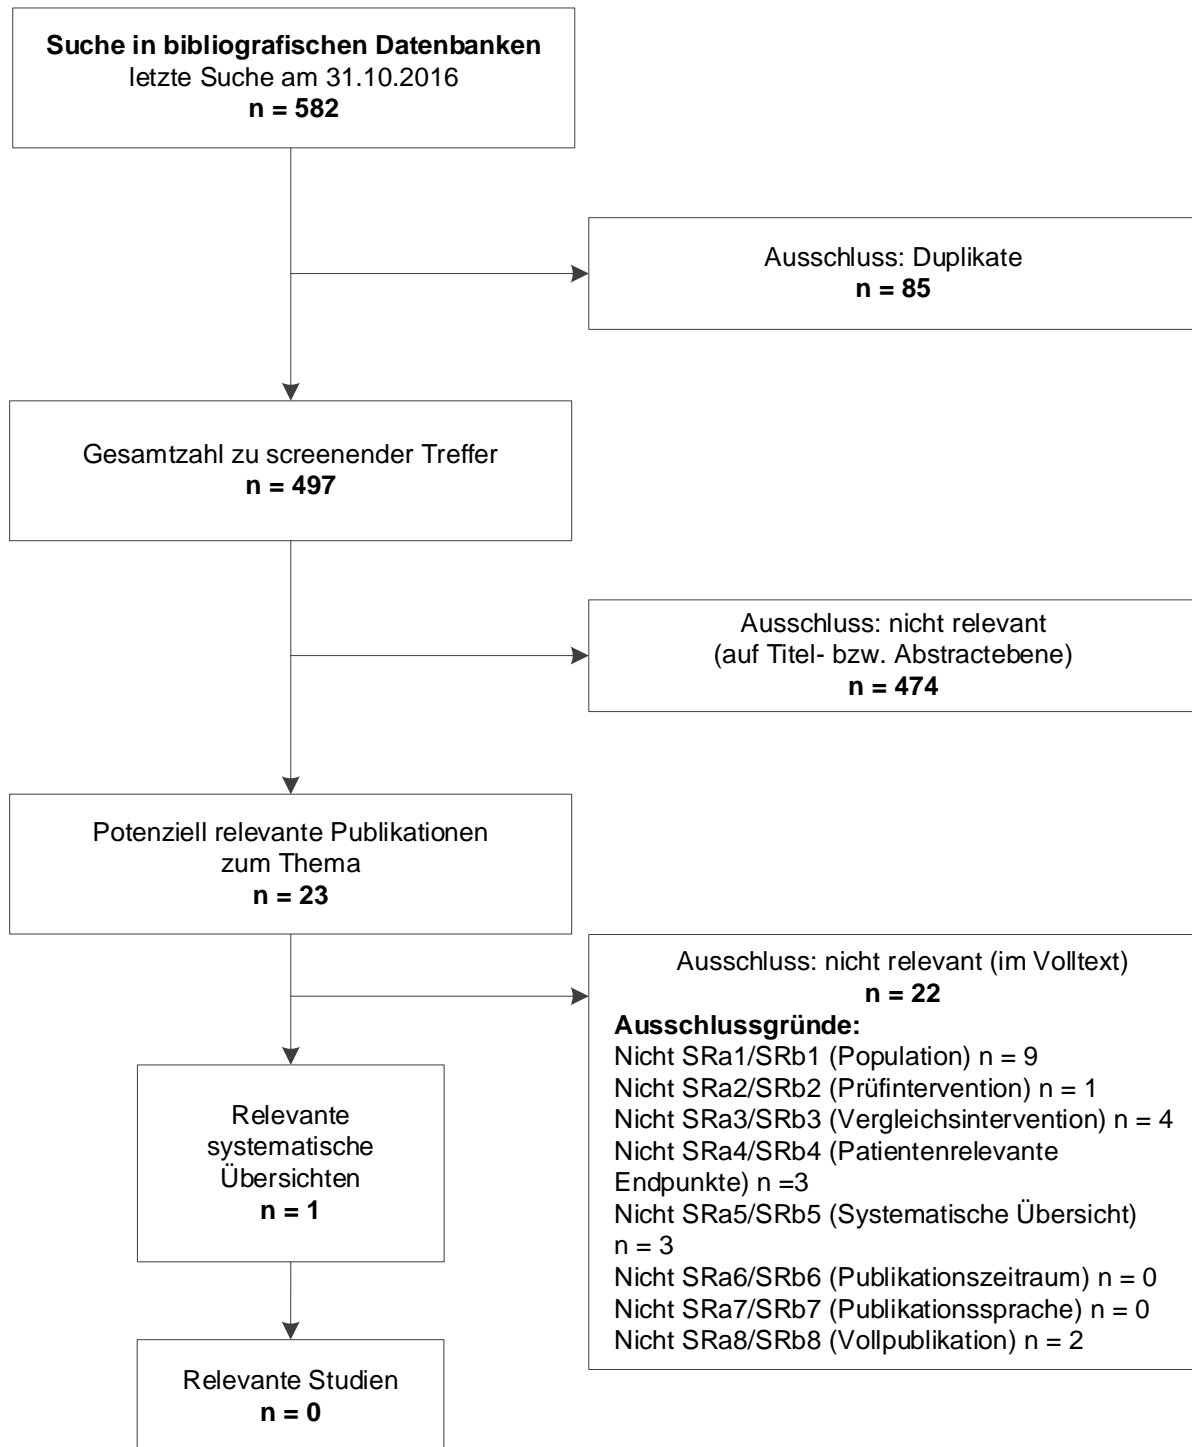 Suche in bibliografischen Datenbanken
letzte Suche am 31.10.2016
n = 582
Ausschluss: Duplikate
n = 85
Gesamtzahl zu screenender Treffer
n = 497
Ausschluss: nicht relevant
(auf Titel- bzw. Abstractebene)
n = 474
Potenziell relevante Publikationen
zum Thema
n = 23
Ausschluss: nicht relevant (im Volltext)
n = 22
Ausschlussgründe:
Nicht SRa1/SRb1 (Population) n = 9
Nicht SRa2/SRb2 (Prüfintervention) n = 1
Nicht SRa3/SRb3 (Vergleichsintervention) n = 4
Nicht SRa4/SRb4 (Patientenrelevante
Endpunkte) n =3
Nicht SRa5/SRb5 (Systematische Übersicht)
n = 3
Nicht SRa6/SRb6 (Publikationszeitraum) n = 0
Nicht SRa7/SRb7 (Publikationssprache) n = 0
Nicht SRa8/SRb8 (Vollpublikation) n = 2
Relevante
systematische
Übersichten
n = 1
Relevante Studien
n = 0